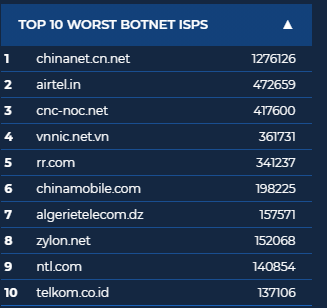 TOP 10 WORST BOTNET ISPS ▲
1 chinanet.cn.net 1276126
2 airtel.in 472659
3 cnc-noc.net 417600
4 vnnic.net.vn 361731
5 rr.com 341237
6 chinamobile.com 198225
7 algerietelecom.dz 157571
8 zylon.net 152068
9 ntl.com 140854
10 telkom.co.id 137106